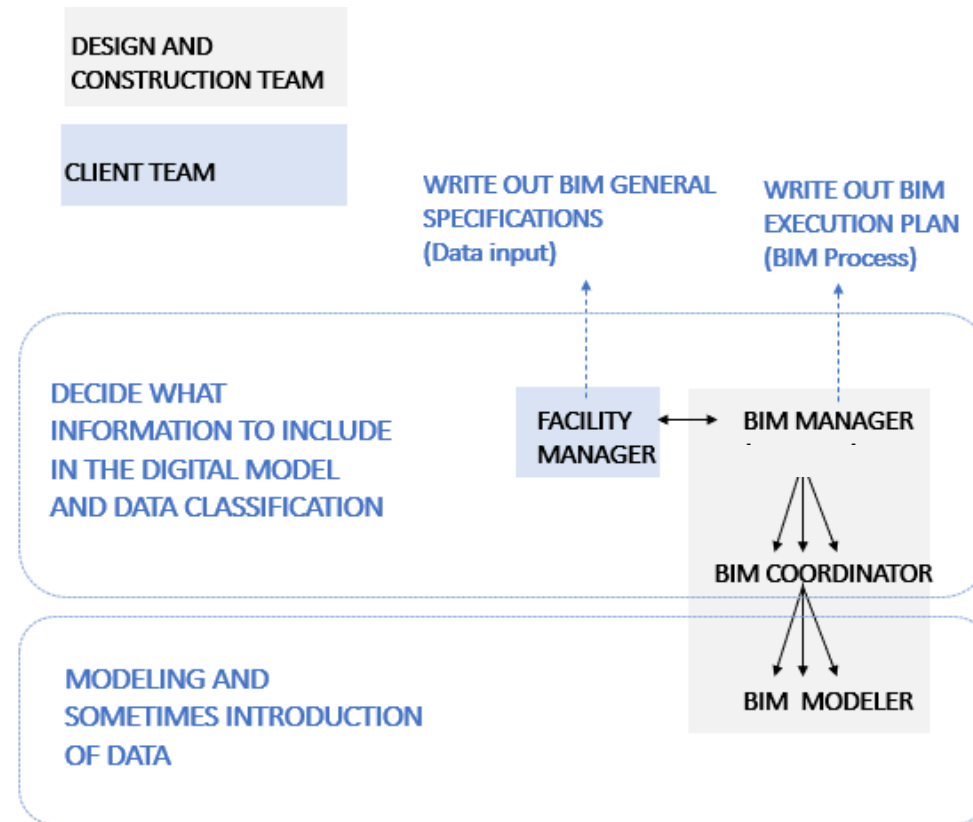 DESIGN AND
CONSTRUCTION TEAM
CLIENT TEAM
WRITE OUT BIM GENERAL
SPECIFICATIONS
(Data input)
WRITE OUT BIM
EXECUTION PLAN
(BIM Process)
DECIDE WHAT
INFORMATION TO INCLUDE
IN THE DIGITAL MODEL
AND DATA CLASSIFICATION
FACILITY
MANAGER
BIM MANAGER
BIM COORDINATOR
MODELING AND
SOMETIMES INTRODUCTION
OF DATA
BIM MODELER